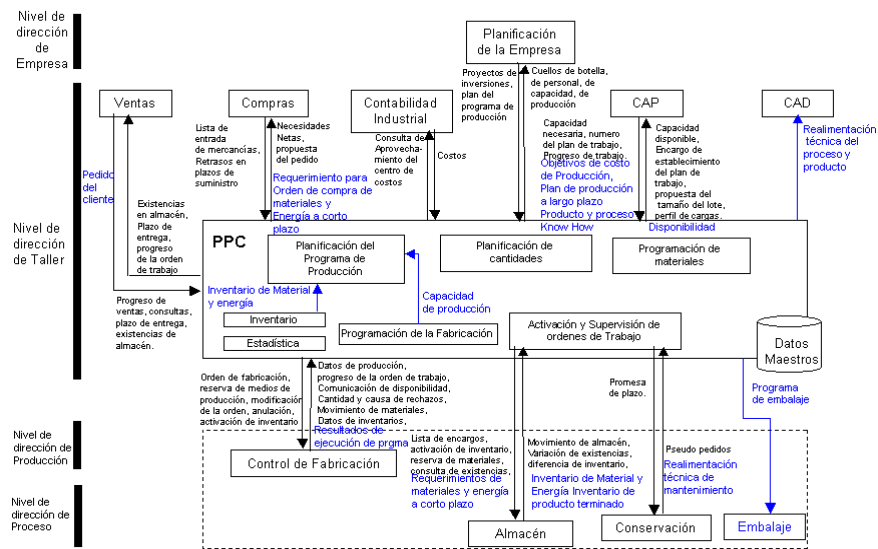 Nivel de
dirección
de
Empresa
Planificación
de la Empresa
Proyectos de
inversiones,
plan del
programa de
producción
Cuellos de botella,
de personal, de
capacidad, de
producción
Ventas
Compras
Contabilidad
Industrial
CAP
CAD
Lista de
entrada
de mercancías,
Retrasos en
plazos de
suministro
Necesidades
Netas,
propuesta
del pedido
Requerimiento para
Orden de compra de
materiales y
Energía a corto
plazo
Consulta de
Aprovecha-
miento del
centro de
costos
Costos
Capacidad
necesaria, numero
del plan de trabajo,
Progreso de trabajo.
Objetivos de costo
de Producción,
Plan de producción
a largo plazo
Producto y proceso
Know How
Capacidad
disponible,
Encargo de
establecimiento
del plan de
trabajo,
propuesta del
tamaño del lote,
perfil de cargas.
Disponibilidad
Realimentación
técnica del
proceso y
producto
Pedido
del
cliente
Existencias
en almacén,
Plazo de
entrega,
progreso
de la orden
de trabajo
Nivel de
dirección
de Taller
PPC
Planificación del
Programa de
Producción
Planificación de
cantidades
Programación de
materiales
Inventario de Material
y energía
Capacidad
de producción
Progreso de
ventas, consultas,
plazo de entrega,
existencias de
almacén.
Inventario
Estadística
Programación de la Fabricación
Activación y Supervisión de
ordenes de Trabajo
Datos
Maestros
Orden de fabricación,
reserva de medios de
producción, modificación
de la orden, anulación,
activación de inventario
Datos de producción,
progreso de la orden de trabajo,
Comunicación de disponibilidad,
Cantidad y causa de rechazos,
Movimiento de materiales,
Datos de inventarios,
Resultados de
ejecución de prgma
Promesa
de plazo.
Programa
de embalaje
Nivel de
dirección de
Producción
Control de Fabricación
Lista de encargos,
activación de inventario,
reserva de materiales,
consulta de existencias,
Requerimientos de
materiales y energía
a corto plazo
Movimiento de almacén,
Variación de existencias,
diferencia de inventario,
Inventario de Material y
Energía Inventario de
producto terminado
Pseudo pedidos
Realimentación
técnica de
mantenimiento
Nivel de
dirección de
Proceso
Almacén
Conservación
Embalaje